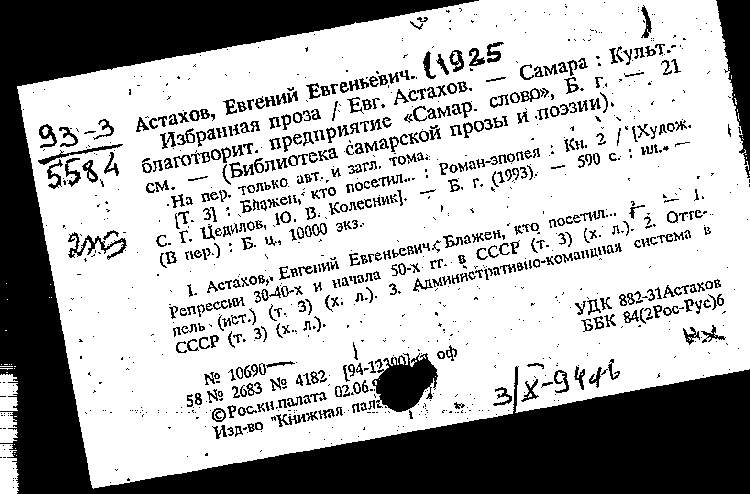 (1925 )
93-3
5584
Астахов, Евгений Евгеньевич.
Избранная проза / Евг. Астахов. — Самара : Культ.-
благотворит. предприятие «Самар. слово», Б. г. — 21
см. — (Библиотека самарской прозы и поэзии).
На пер. только авт. и загл. тома.
[Т. 3] : Блажен, кто посетил... : Роман-эпопея : Кн. 2 / [Худож.
С. Г. Цедилов, Ю. В. Колесник]. — Б. г. (1993). — 590 с. : ил. —
(В пер.) : Б. ц., 10000 экз.
1. Астахов, Евгений Евгеньевич. Блажен, кто посетил... — — 1.
Репрессии 30-40-х и начала 50-х гг. в СССР (т. 3) (х. л.). 2. Отте-
пель (ист.) (т. 3) (х. л.). 3. Административно-командная система в
СССР (т. 3) (х. л.).
УДК 882-31Астахов
ББК 84(2Рос-Рус)6
№ 10690
58 № 2683 № 4182 оф
©Рос.кн.палата 02.06.
Изд-во "Книжная
3/X-94